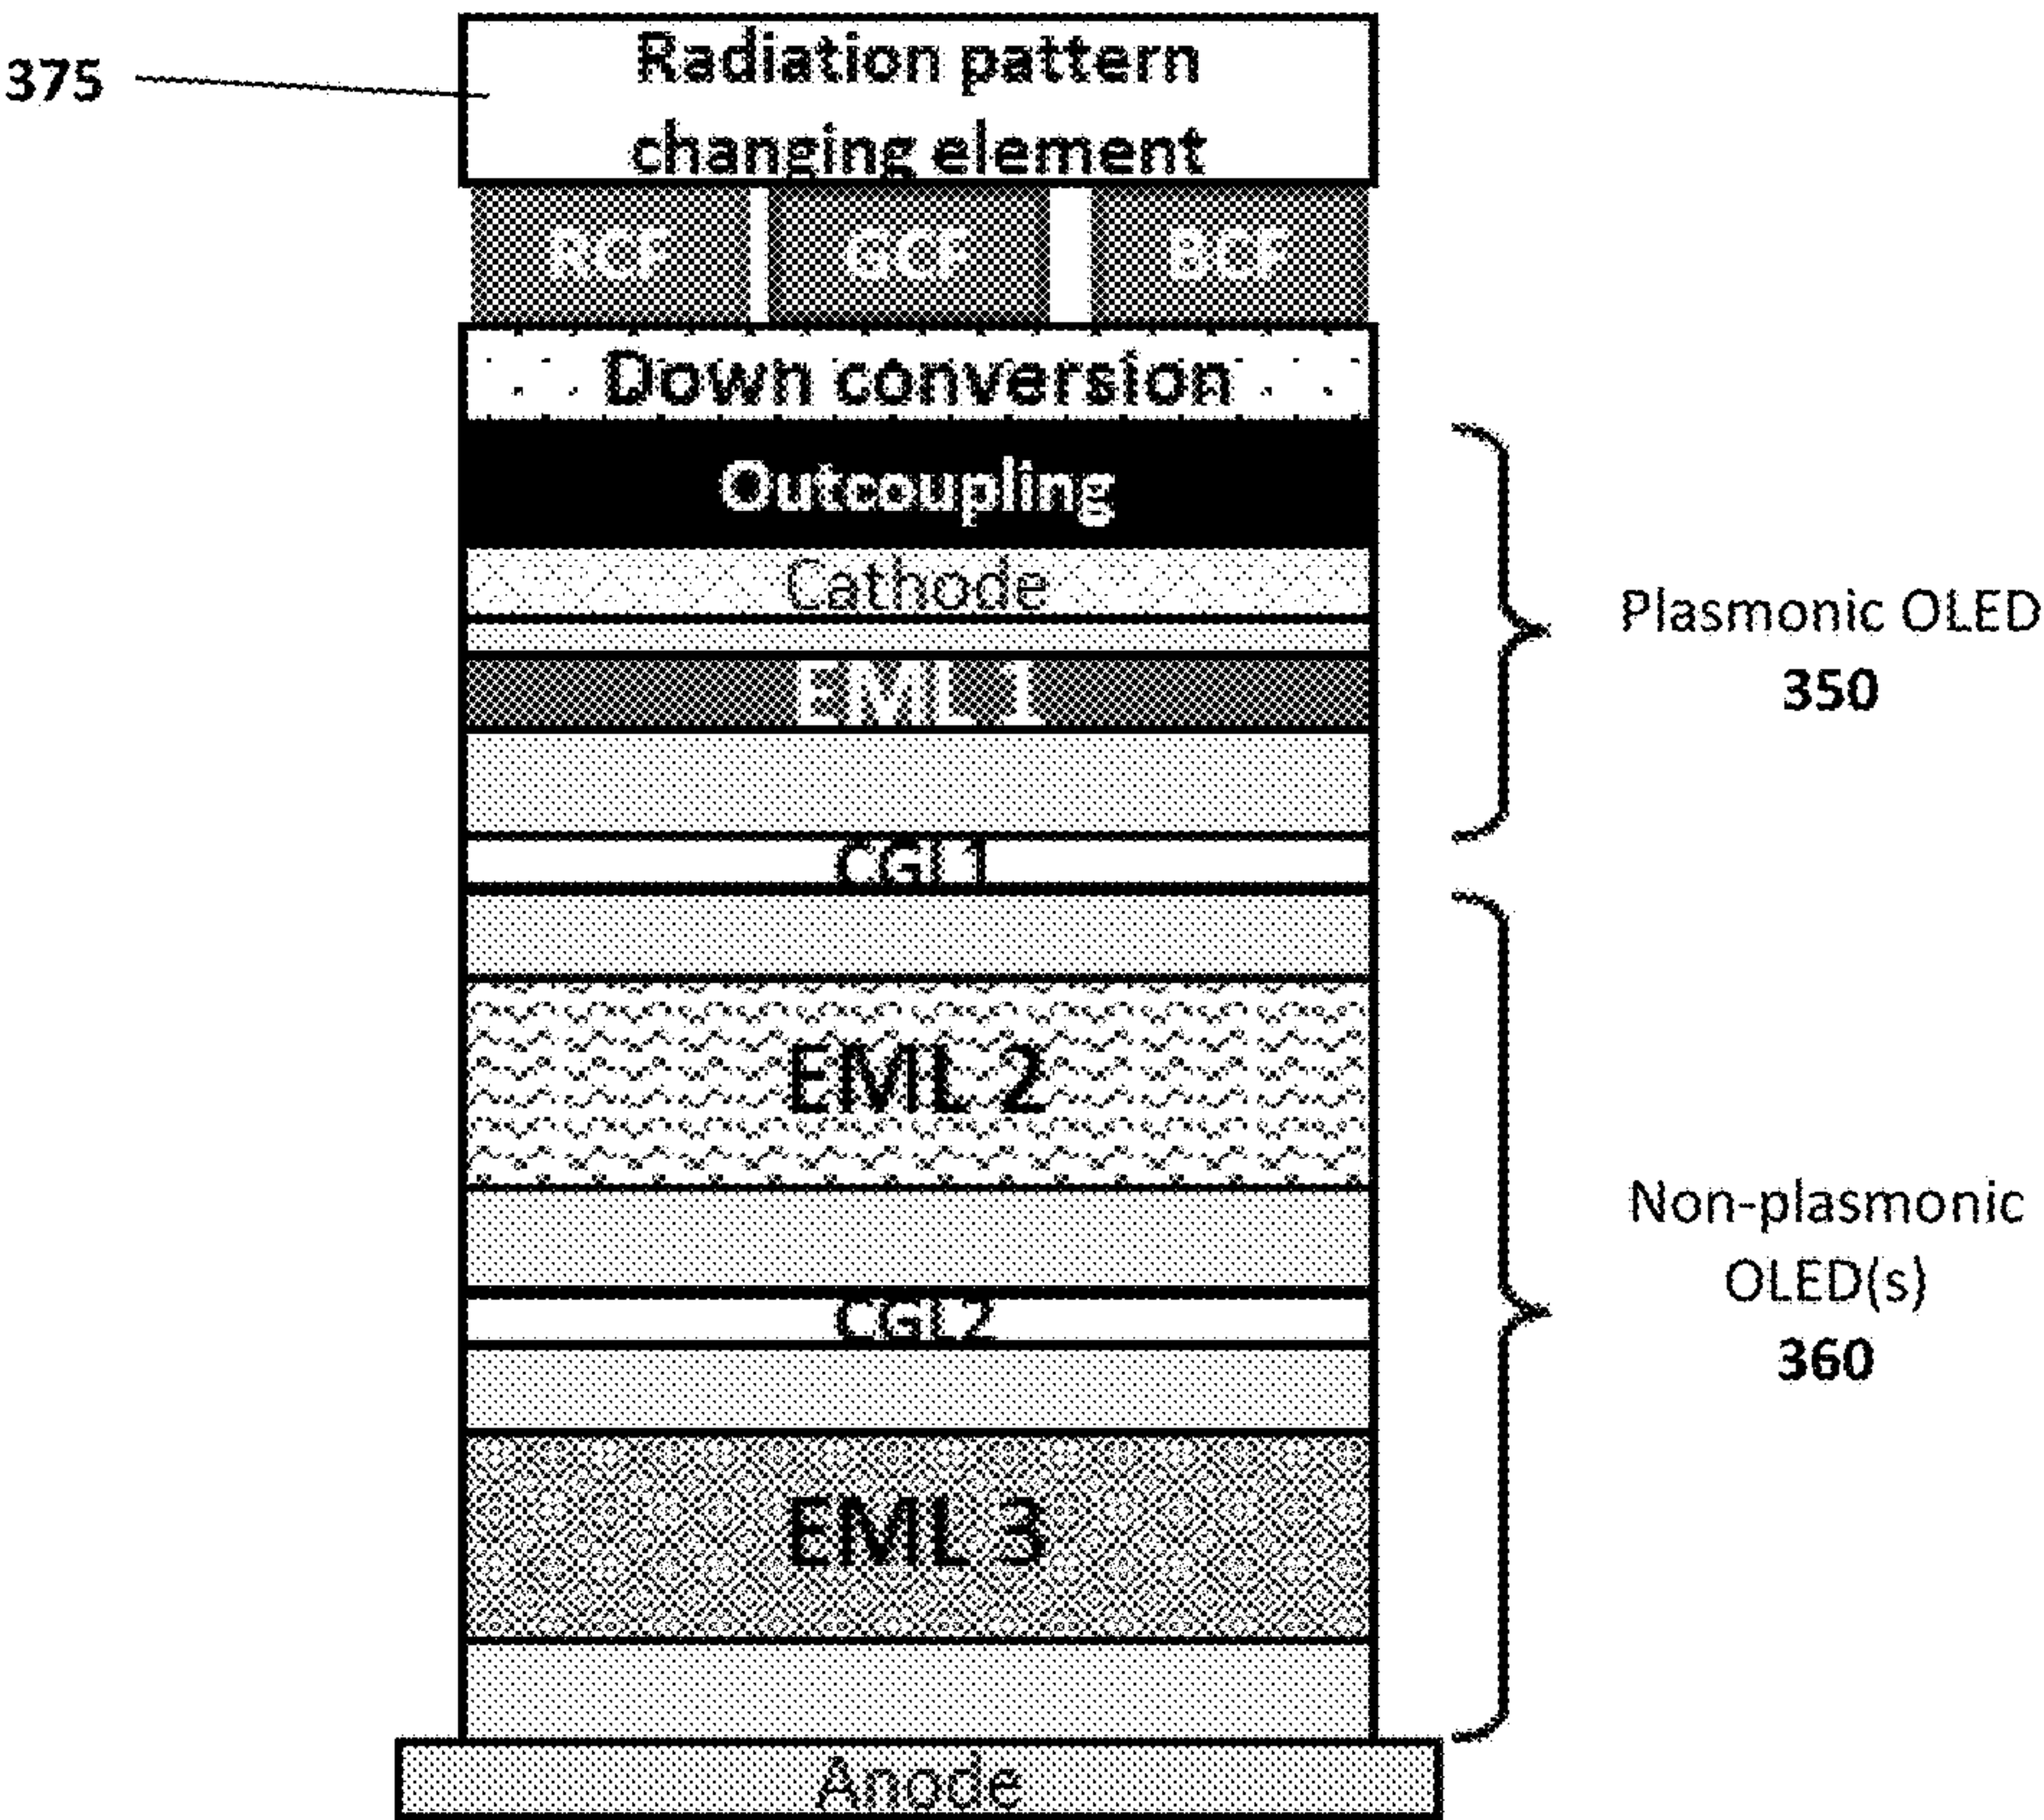 375
Radiation pattern
changing element
RCF GCF BCF
Down conversion
Outcoupling
Cathode
EML 1
Plasmonic OLED
350
CGL1
EML 2
Non-plasmonic
OLED(s)
360
CGL2
EML 3
Anode